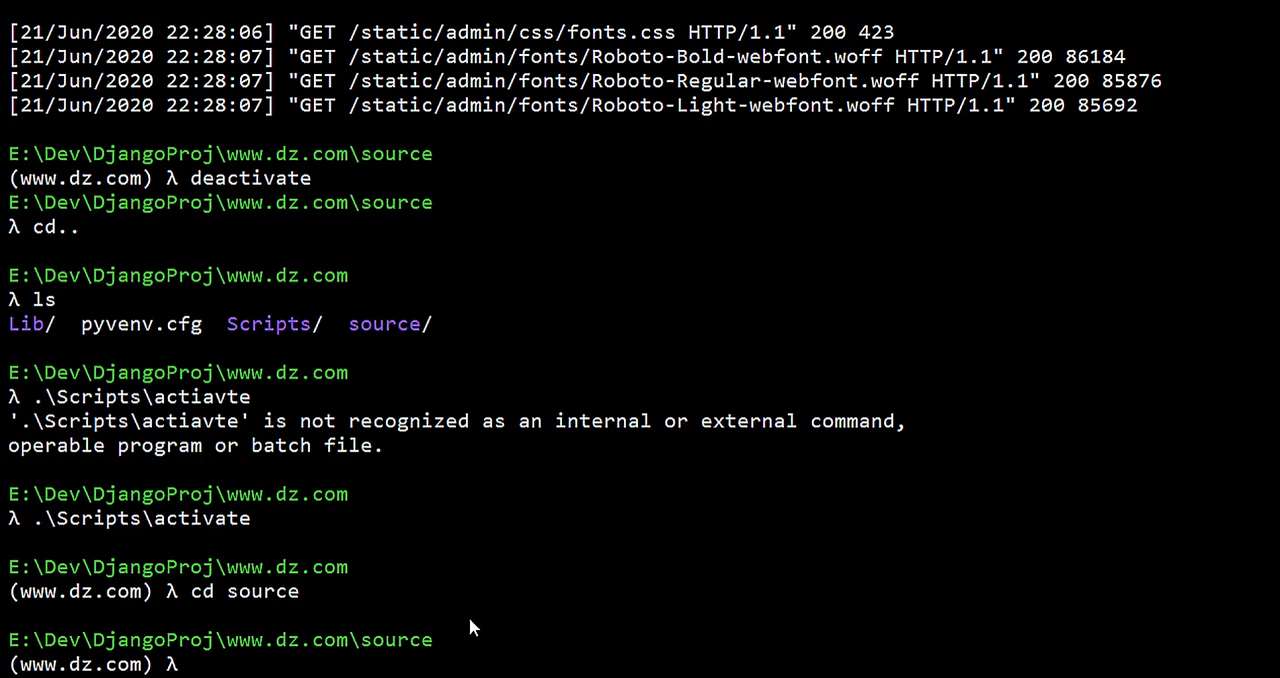 [21/Jun/2020 22:28:06] "GET /static/admin/css/fonts.css HTTP/1.1" 200 423
[21/Jun/2020 22:28:07] "GET /static/admin/fonts/Roboto-Bold-webfont.woff HTTP/1.1" 200 86184
[21/Jun/2020 22:28:07] "GET /static/admin/fonts/Roboto-Regular-webfont.woff HTTP/1.1" 200 85876
[21/Jun/2020 22:28:07] "GET /static/admin/fonts/Roboto-Light-webfont.woff HTTP/1.1" 200 85692
E:\Dev\DjangoProj\www.dz.com\source
(www.dz.com) λ deactivate
E:\Dev\DjangoProj\www.dz.com\source
λ cd..
E:\Dev\DjangoProj\www.dz.com
λ ls
Lib/  pyvenv.cfg  Scripts/  source/
E:\Dev\DjangoProj\www.dz.com
λ .\Scripts\actiavte
'.\Scripts\actiavte' is not recognized as an internal or external command,
operable program or batch file.
E:\Dev\DjangoProj\www.dz.com
λ .\Scripts\activate
E:\Dev\DjangoProj\www.dz.com
(www.dz.com) λ cd source
E:\Dev\DjangoProj\www.dz.com\source
(www.dz.com) λ